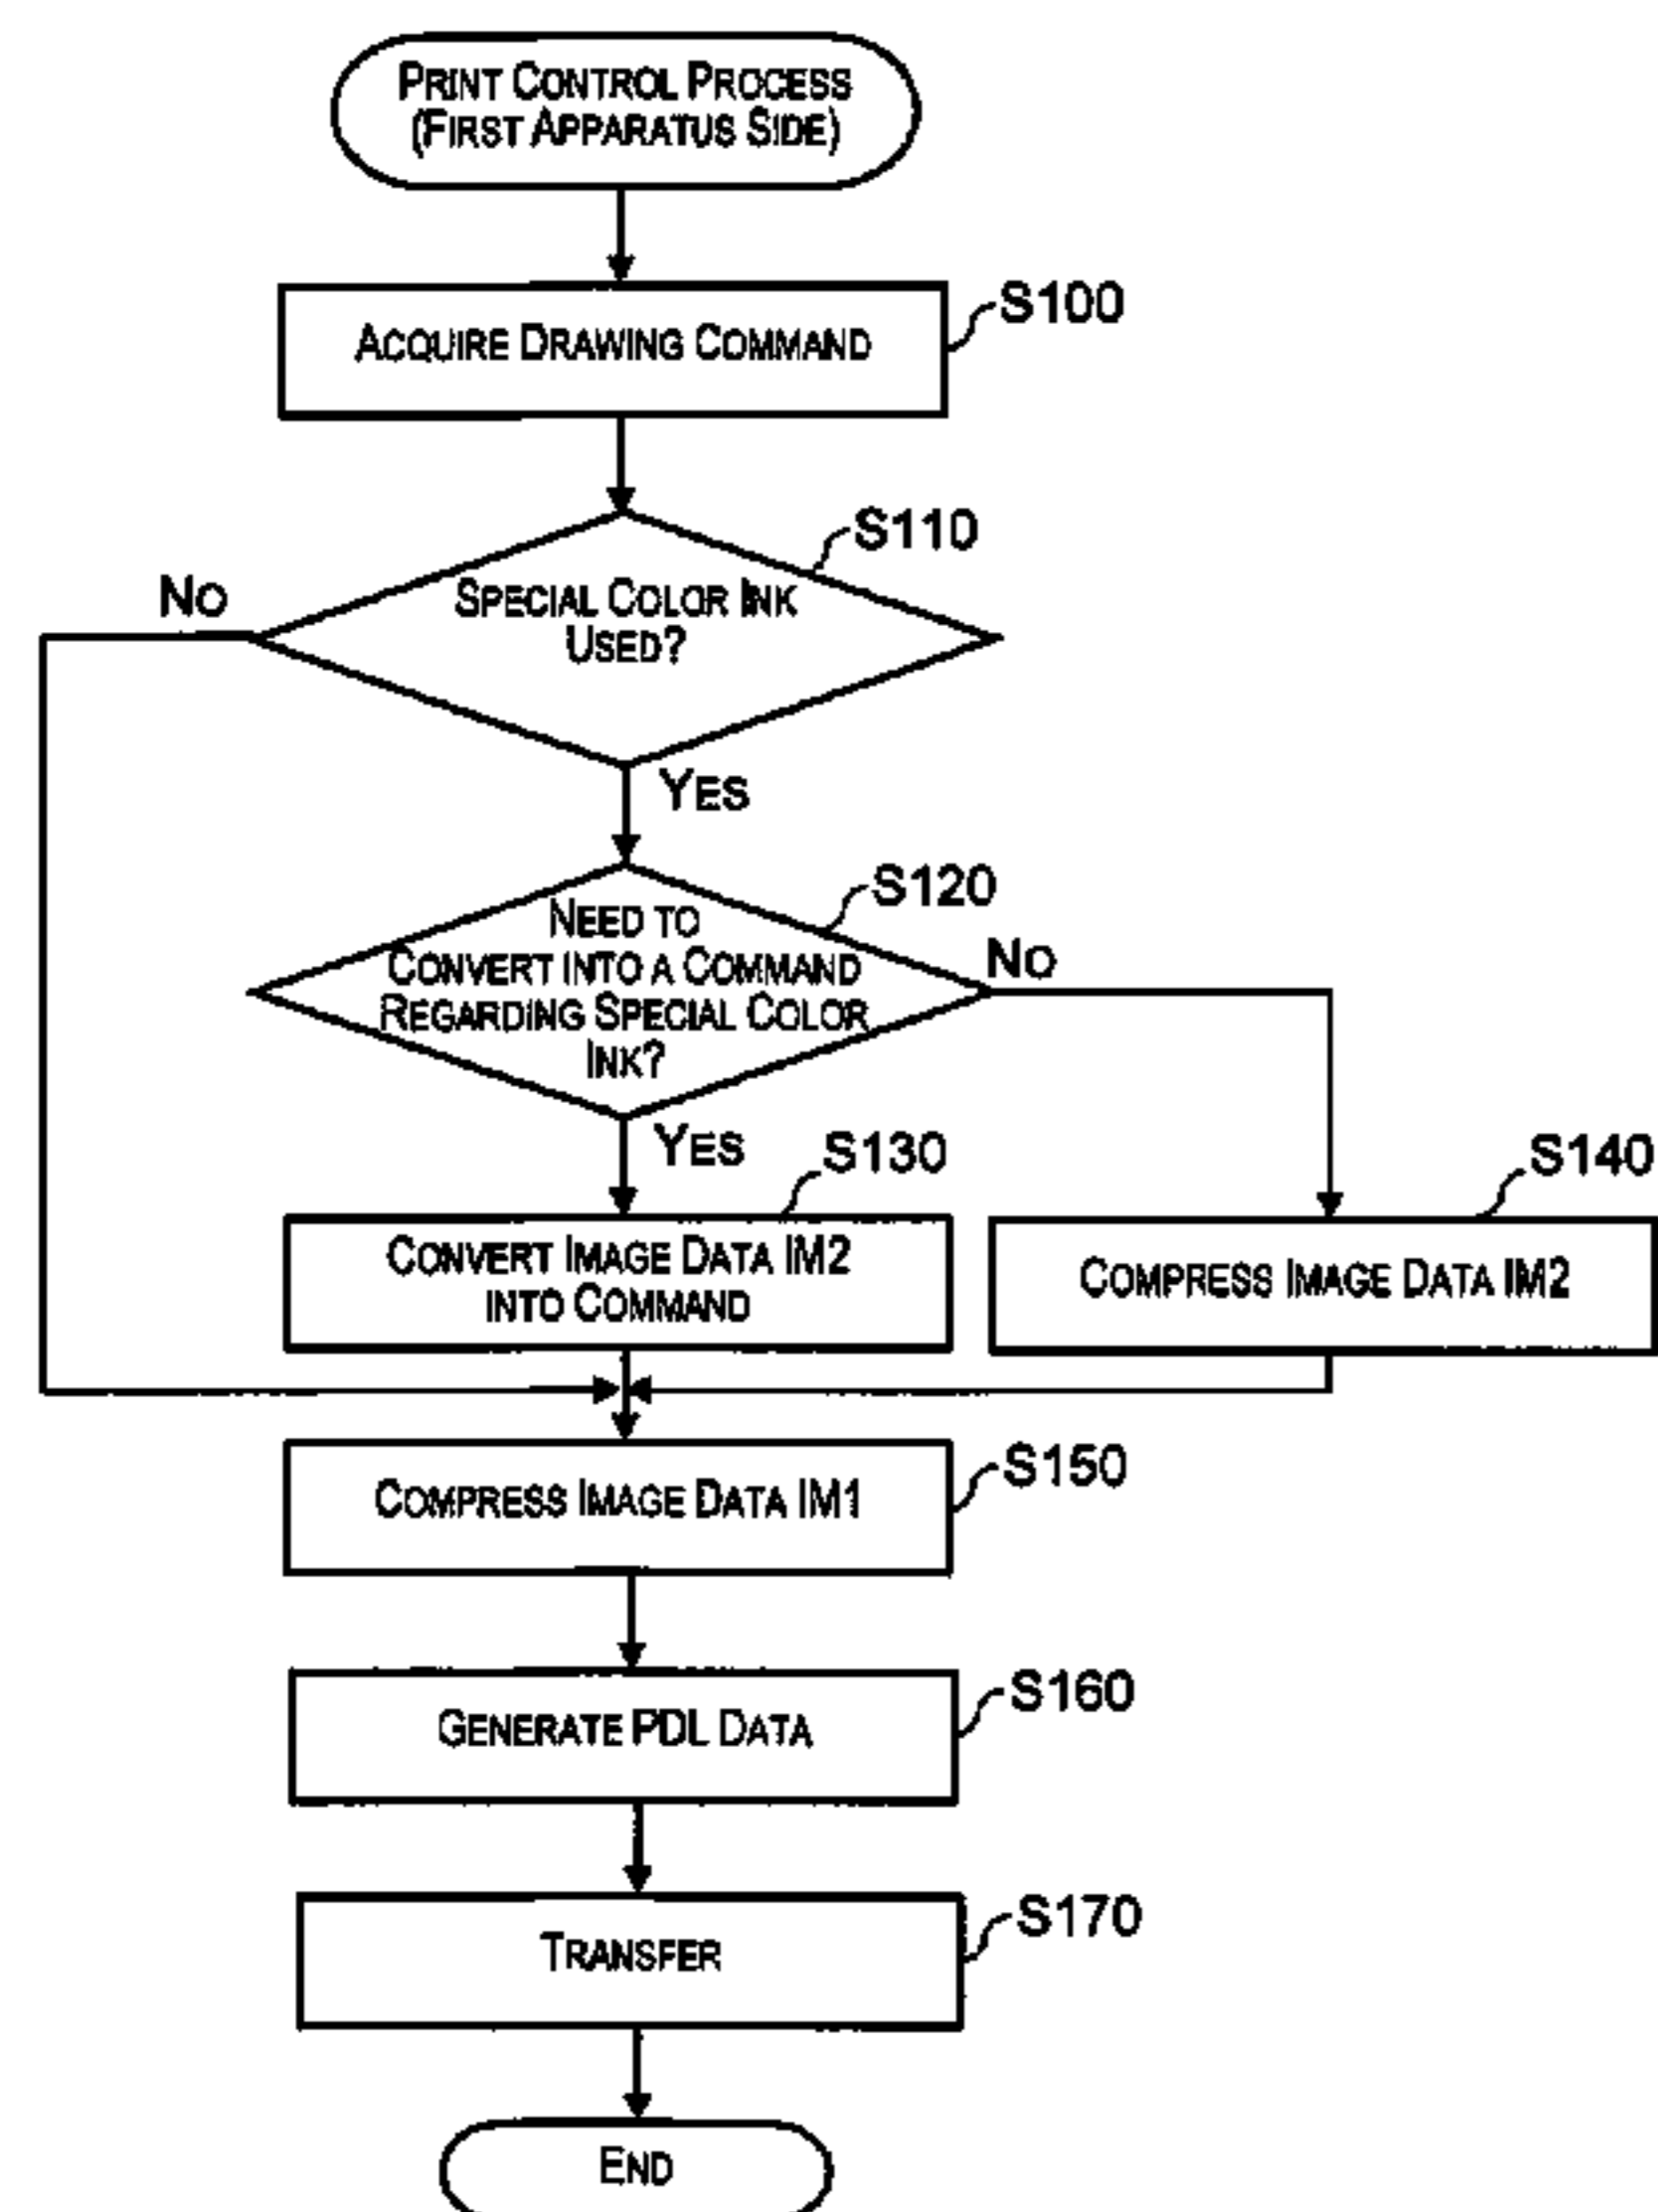 PRINT CONTROL PROCESS
(FIRST APPARATUS SIDE)
ACQUIRE DRAWING COMMAND
S100
SPECIAL COLOR INK
USED?
S110
NO
YES
NEED TO
CONVERT INTO A COMMAND
REGARDING SPECIAL COLOR
INK?
S120
NO
YES
S130
CONVERT IMAGE DATA IM2
INTO COMMAND
S140
COMPRESS IMAGE DATA IM2
COMPRESS IMAGE DATA IM1
S150
GENERATE PDL DATA
S160
TRANSFER
S170
END